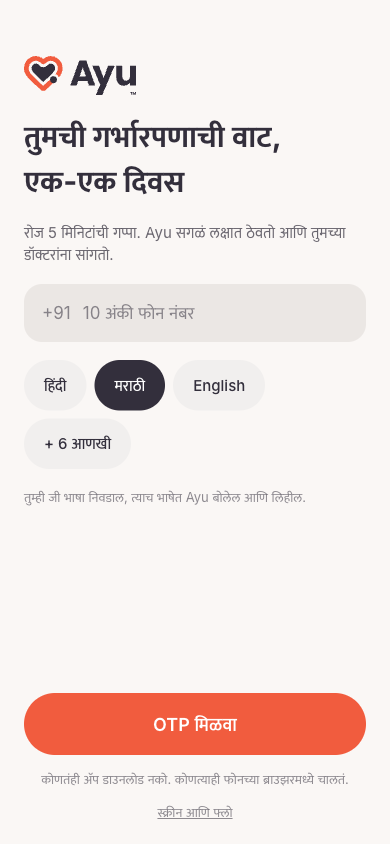 Ayu™
तुमची गर्भारपणाची वाट,
एक-एक दिवस
रोज 5 मिनिटांची गप्पा. Ayu सगळं लक्षात ठेवतो आणि तुमच्या
डॉक्टरांना सांगतो.
+91 10 अंकी फोन नंबर
हिंदी मराठी English
+ 6 आणखी
तुम्ही जी भाषा निवडाल, त्याच भाषेत Ayu बोलेल आणि लिहील.
OTP मिळवा
कोणतंही ॲप डाउनलोड नको. कोणत्याही फोनच्या ब्राउझरमध्ये चालतं.
स्क्रीन आणि फ्लो